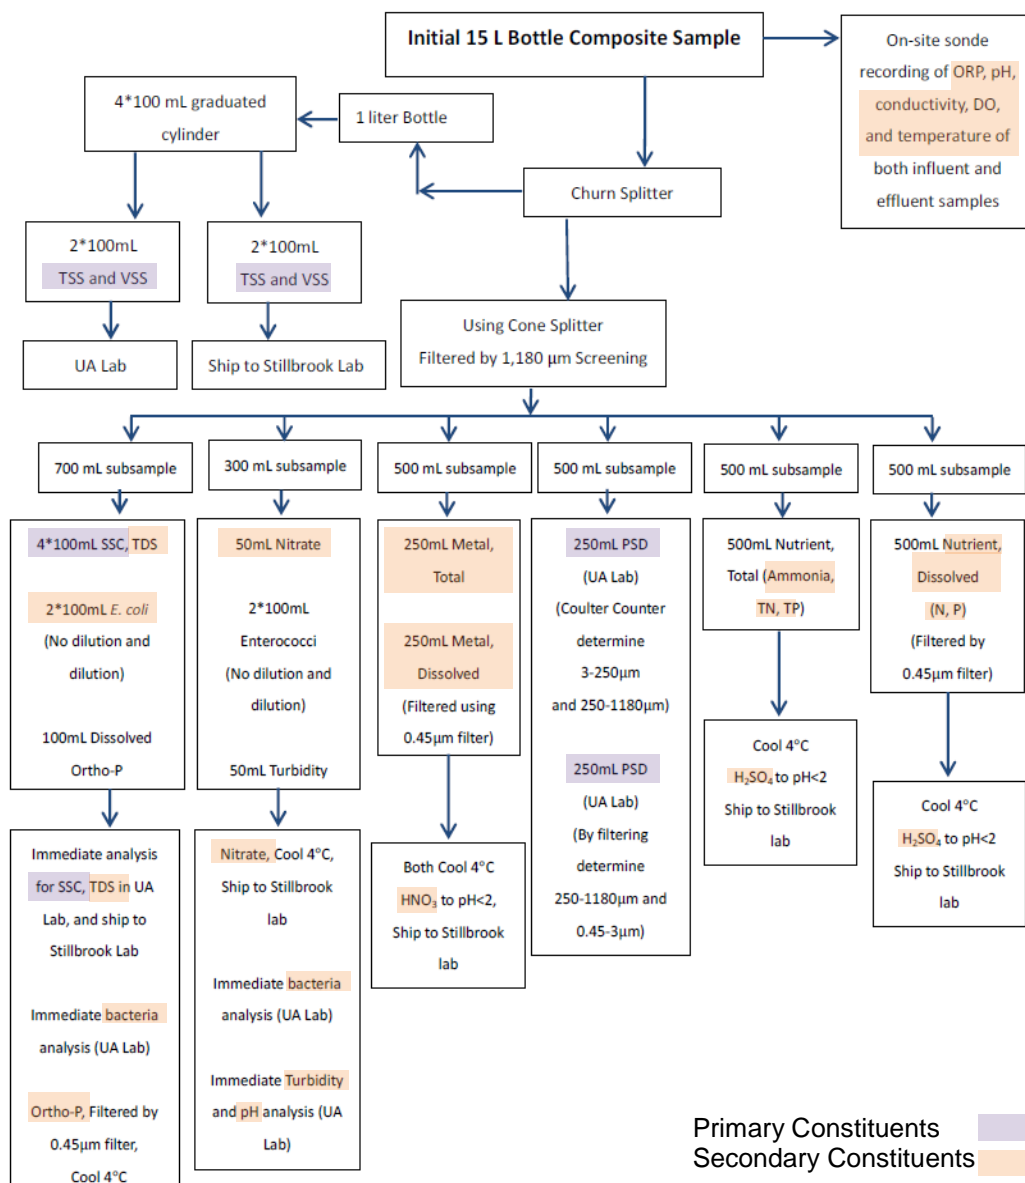 Initial 15 L Bottle Composite Sample
On-site sonde
recording of ORP, pH,
conductivity, DO,
and temperature of
both influent and
effluent samples
4*100 mL graduated
cylinder
1 liter Bottle
Churn Splitter
2*100mL
TSS and VSS
2*100mL
TSS and VSS
UA Lab
Ship to Stillbrook Lab
Using Cone Splitter
Filtered by 1,180 µm Screening
700 mL subsample
300 mL subsample
500 mL subsample
500 mL subsample
500 mL subsample
500 mL subsample
4*100mL SSC, TDS
2*100mL E. coli
(No dilution and
dilution)
100mL Dissolved
Ortho-P
50mL Nitrate
2*100mL
Enterococci
(No dilution and
dilution)
50mL Turbidity
250mL Metal,
Total
250mL Metal,
Dissolved
(Filtered using
0.45µm filter)
250mL PSD
(UA Lab)
(Coulter Counter
determine
3-250µm
and 250-1180µm)
250mL PSD
(UA Lab)
(By filtering
determine
250-1180µm and
0.45-3µm)
500mL Nutrient,
Total (Ammonia,
TN, TP)
500mL Nutrient,
Dissolved
(N, P)
(Filtered by
0.45µm filter)
Immediate analysis
for SSC, TDS in UA
Lab, and ship to
Stillbrook Lab
Immediate bacteria
analysis (UA Lab)
Ortho-P, Filtered by
0.45µm filter,
Cool 4°C
Nitrate, Cool 4°C,
Ship to Stillbrook
lab
Immediate bacteria
analysis (UA Lab)
Immediate Turbidity
and pH analysis (UA
Lab)
Both Cool 4°C
HNO₃ to pH<2,
Ship to Stillbrook
lab
Cool 4°C
H₂SO₄ to pH<2
Ship to Stillbrook
lab
Cool 4°C
H₂SO₄ to pH<2
Ship to Stillbrook
lab
Primary Constituents
Secondary Constituents